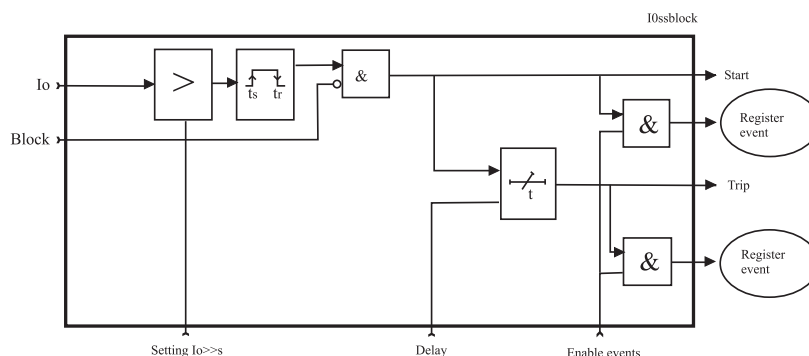 I0ssblock
Io
>
ts tr
&
Start
Block
&
Register
event
t
Trip
&
Register
event
Setting Io>>s
Delay
Enable events